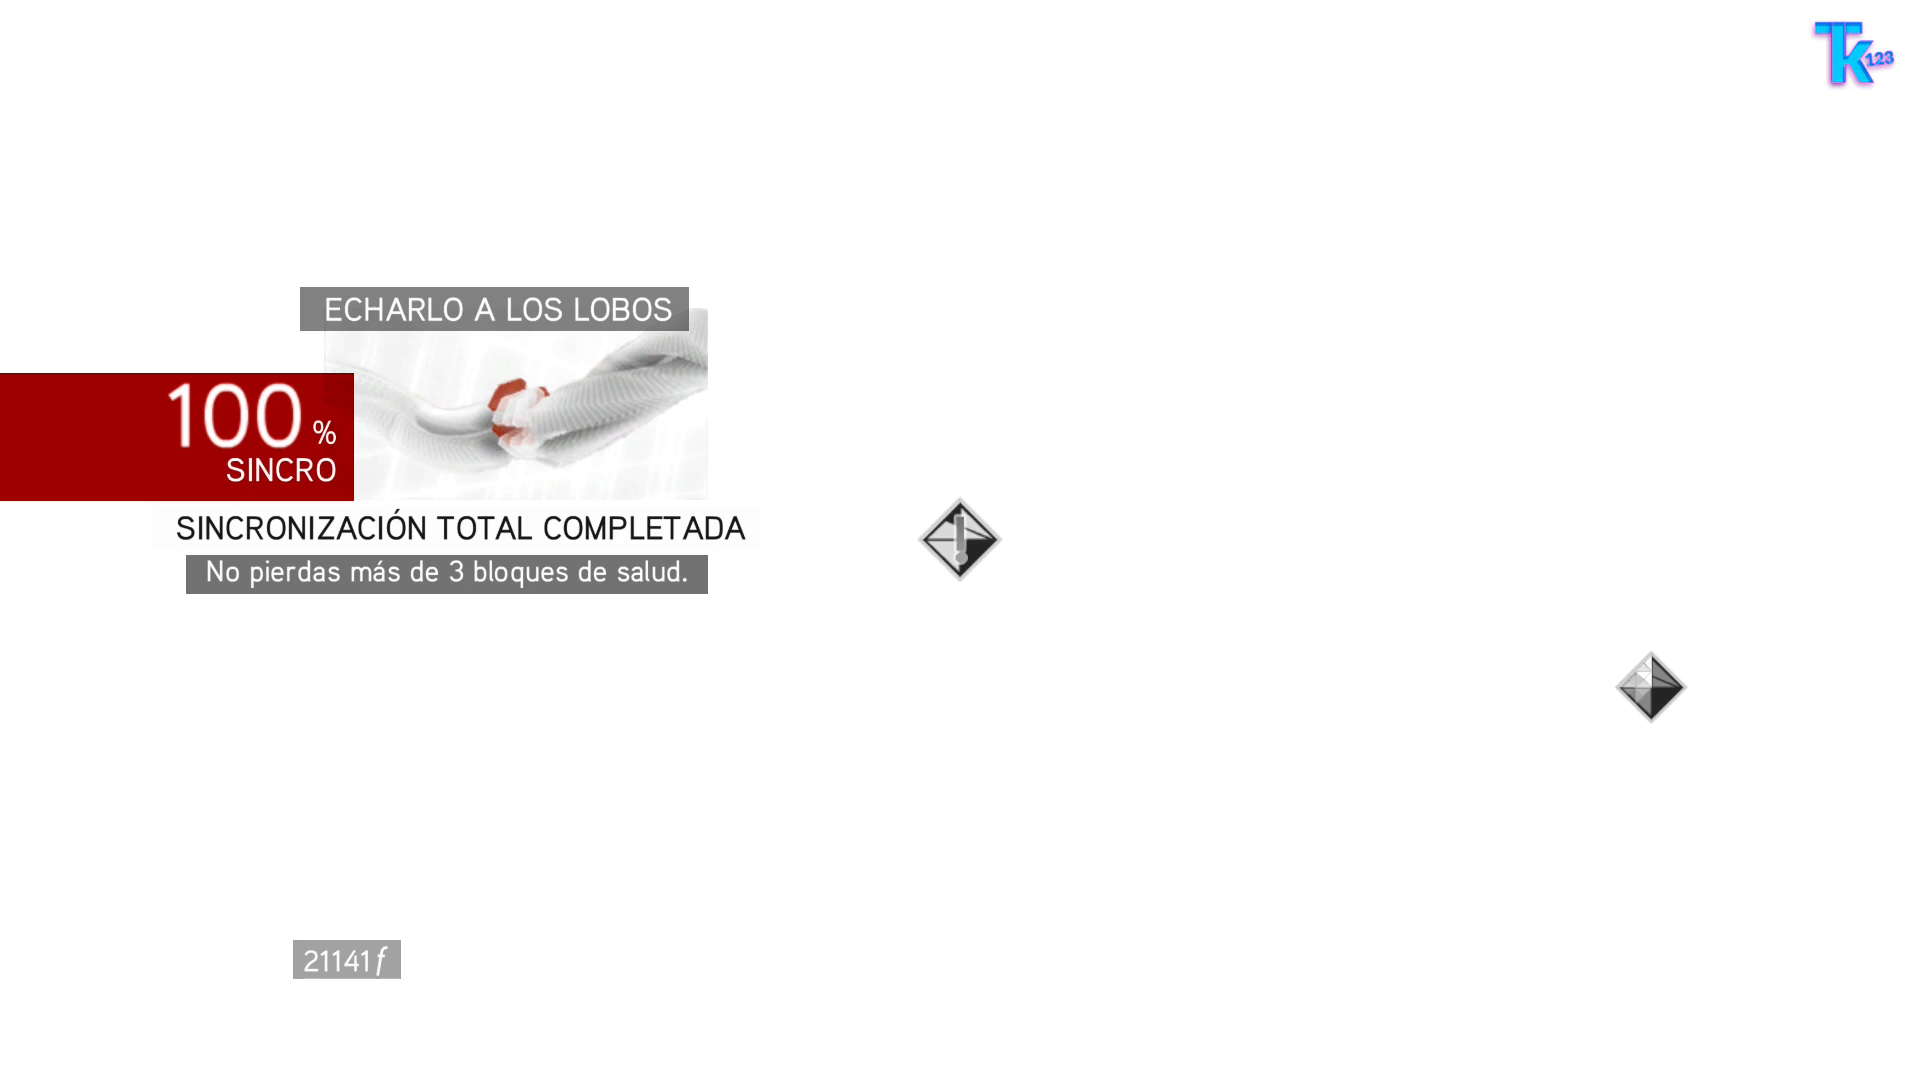 Tk123
ECHARLO A LOS LOBOS
100 %
SINCRO
SINCRONIZACIÓN TOTAL COMPLETADA
No pierdas más de 3 bloques de salud.
21141ƒ